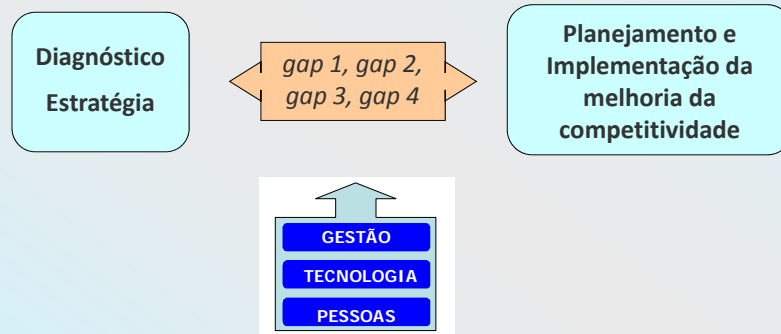 Diagnóstico
Estratégia
gap 1, gap 2,
gap 3, gap 4
Planejamento e
Implementação da
melhoria da
competitividade
GESTÃO
TECNOLOGIA
PESSOAS